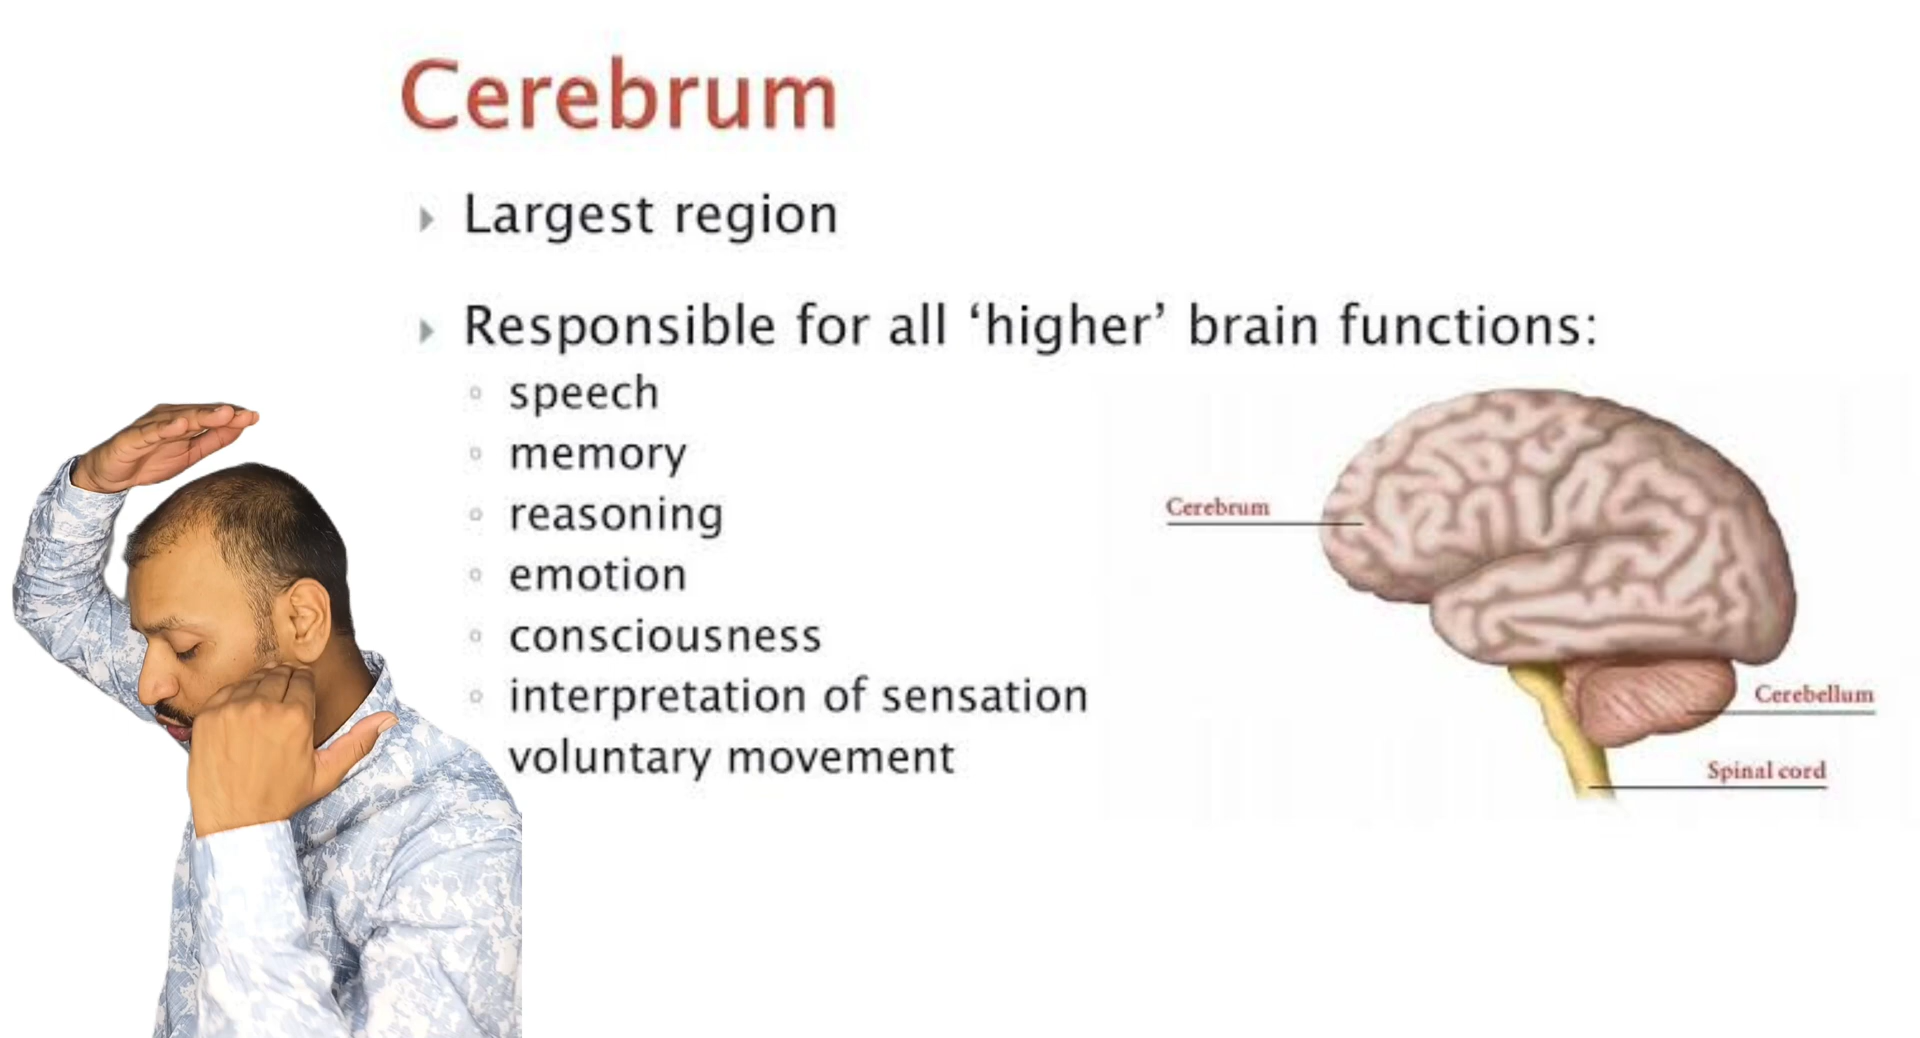 Cerebrum
Largest region
Responsible for all ‘higher’ brain functions:
speech
memory
reasoning
emotion
consciousness
interpretation of sensation
voluntary movement
Cerebrum
Cerebellum
Spinal cord